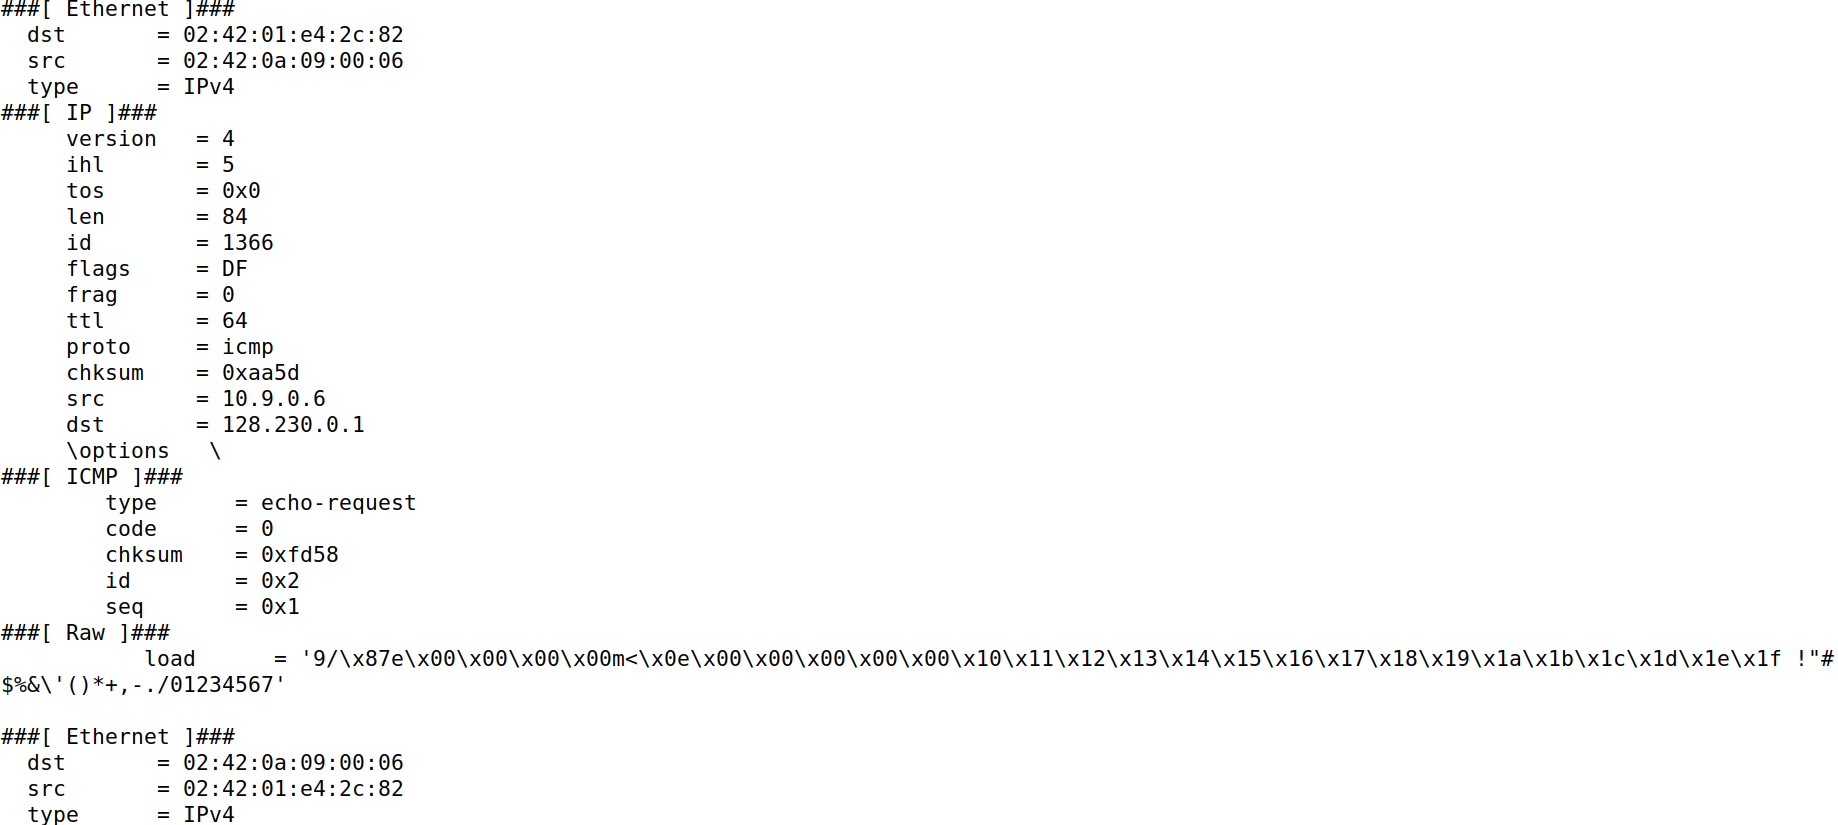 ###[ Ethernet ]###
  dst       = 02:42:01:e4:2c:82
  src       = 02:42:0a:09:00:06
  type      = IPv4
###[ IP ]###
     version   = 4
     ihl       = 5
     tos       = 0x0
     len       = 84
     id        = 1366
     flags     = DF
     frag      = 0
     ttl       = 64
     proto     = icmp
     chksum    = 0xaa5d
     src       = 10.9.0.6
     dst       = 128.230.0.1
     \options   \
###[ ICMP ]###
        type      = echo-request
        code      = 0
        chksum    = 0xfd58
        id        = 0x2
        seq       = 0x1
###[ Raw ]###
           load      = '9/\x87e\x00\x00\x00\x00m<\x0e\x00\x00\x00\x00\x00\x10\x11\x12\x13\x14\x15\x16\x17\x18\x19\x1a\x1b\x1c\x1d\x1e\x1f !"#
$%&\'()*+,-./01234567'

###[ Ethernet ]###
  dst       = 02:42:0a:09:00:06
  src       = 02:42:01:e4:2c:82
  type      = IPv4